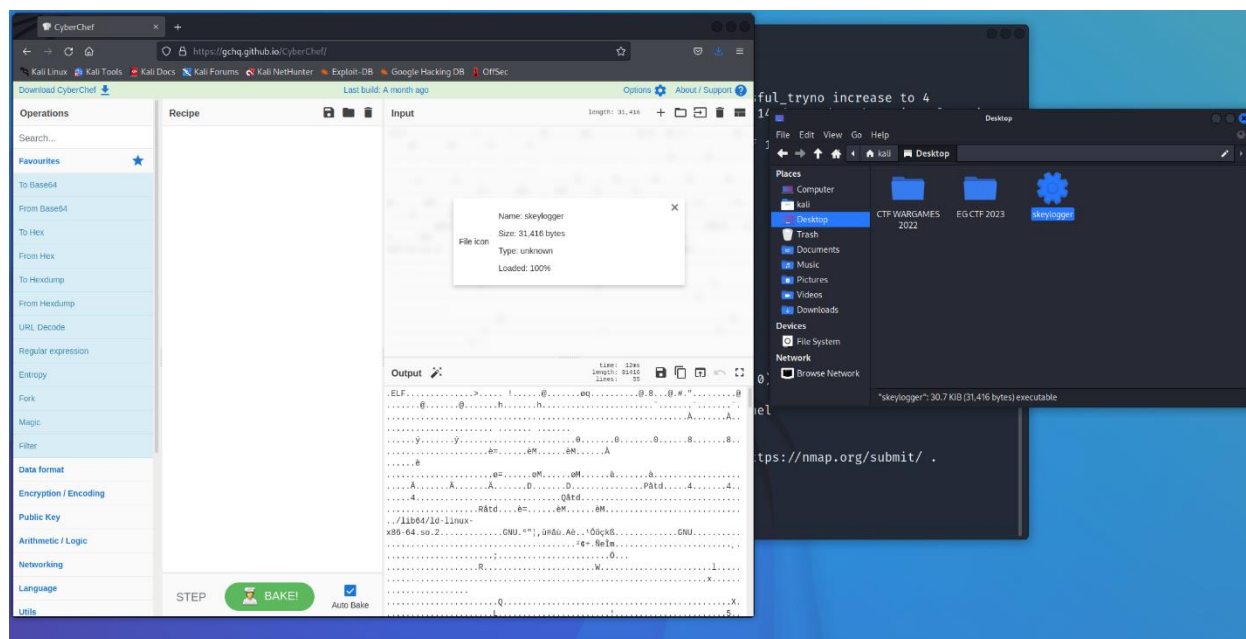 CyberChef
https://gchq.github.io/CyberChef/
Kali Linux Kali Tools Kali Docs Kali Forums Kali NetHunter Exploit-DB Google Hacking DB OffSec
Download CyberChef Last build: A month ago Options About / Support
Operations
Search...
Favourites
To Base64
From Base64
To Hex
From Hex
To Hexdump
From Hexdump
URL Decode
Regular expression
Entropy
Fork
Magic
Filter
Data format
Encryption / Encoding
Public Key
Arithmetic / Logic
Networking
Language
Utils
Recipe
STEP
BAKE!
Auto Bake
Input
length: 31,416
File icon
Name: skeylogger
Size: 31,416 bytes
Type: unknown
Loaded: 100%
Output
time: 12ms
length: 31416
lines: 55
.ELF
../lib64/ld-linux-
x86-64.so.2
GNU
sful_tryno increase to 4
Desktop
File Edit View Go Help
kali Desktop
Places
Computer
kali
Desktop
Trash
Documents
Music
Pictures
Videos
Downloads
Devices
File System
Network
Browse Network
CTF WARGAMES
2022
EG CTF 2023
skeylogger
"skeylogger": 30.7 KiB (31,416 bytes) executable
tps://nmap.org/submit/ .